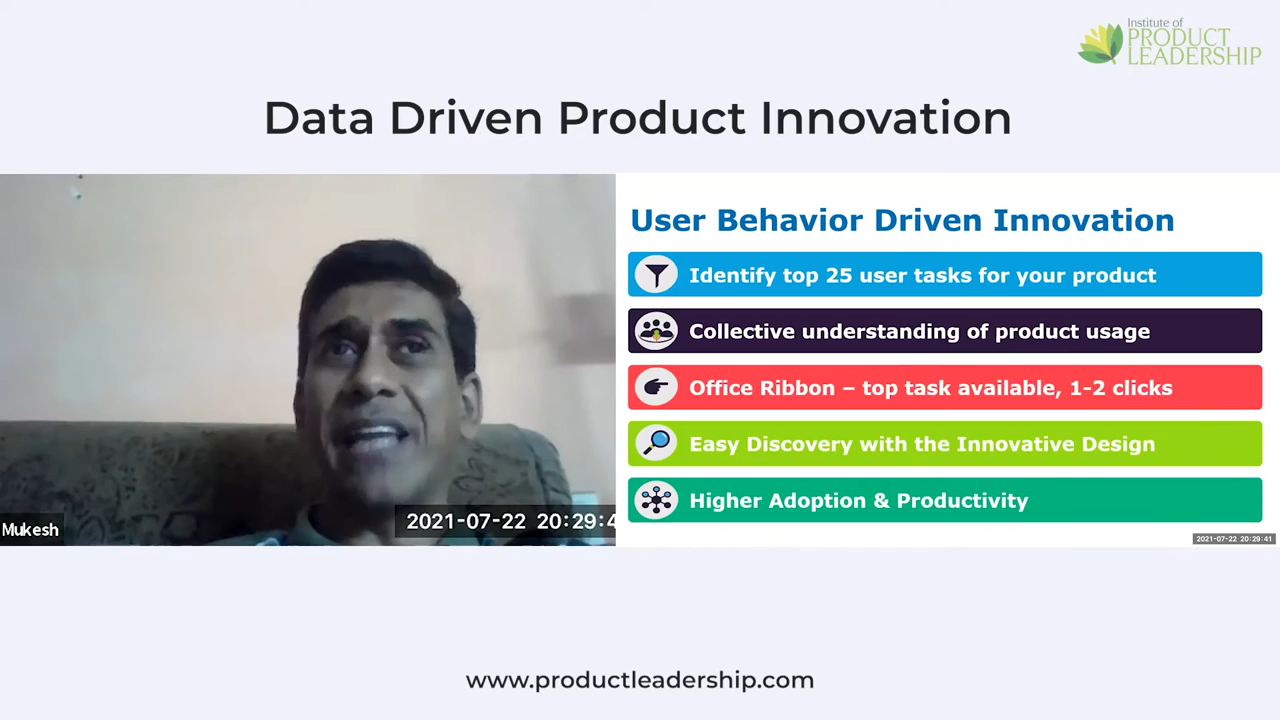 Institute of
PRODUCT
LEADERSHIP
Data Driven Product Innovation
User Behavior Driven Innovation
Identify top 25 user tasks for your product
Collective understanding of product usage
Office Ribbon – top task available, 1-2 clicks
Easy Discovery with the Innovative Design
Higher Adoption & Productivity
Mukesh
2021-07-22 20:29:4
2021-07-22 20:29:41
www.productleadership.com